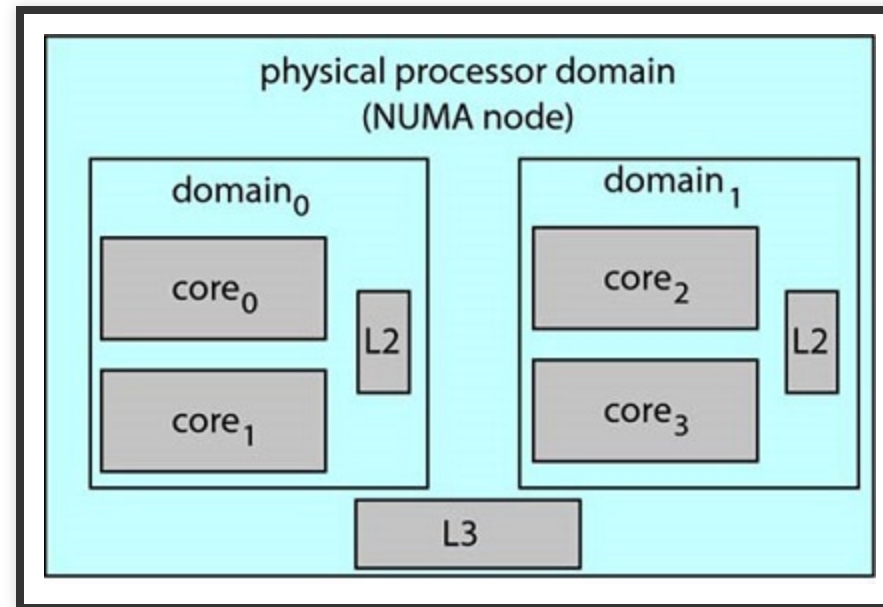 physical processor domain
(NUMA node)
domain₀
core₀
L2
core₁
domain₁
core₂
L2
core₃
L3